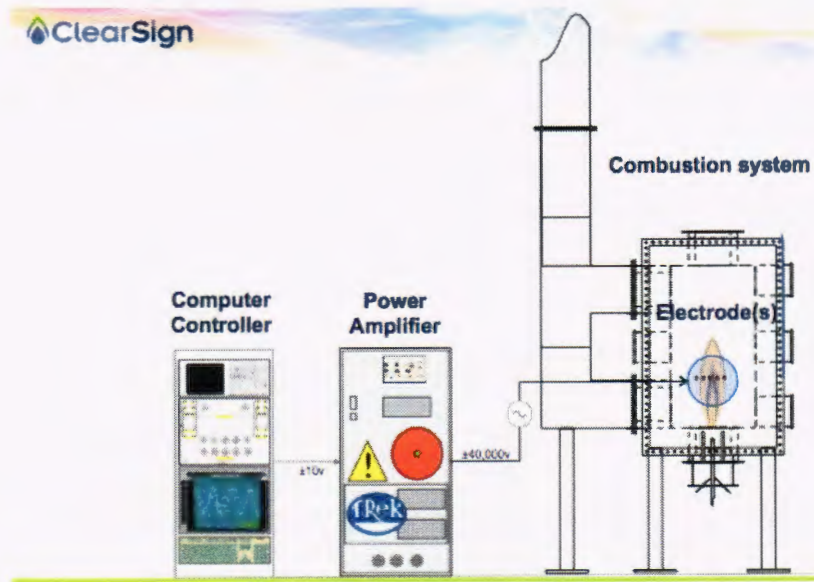 ClearSign
Combustion system
Computer
Controller
Power
Amplifier
Electrode(s)
±10v
±40,000v
TRek